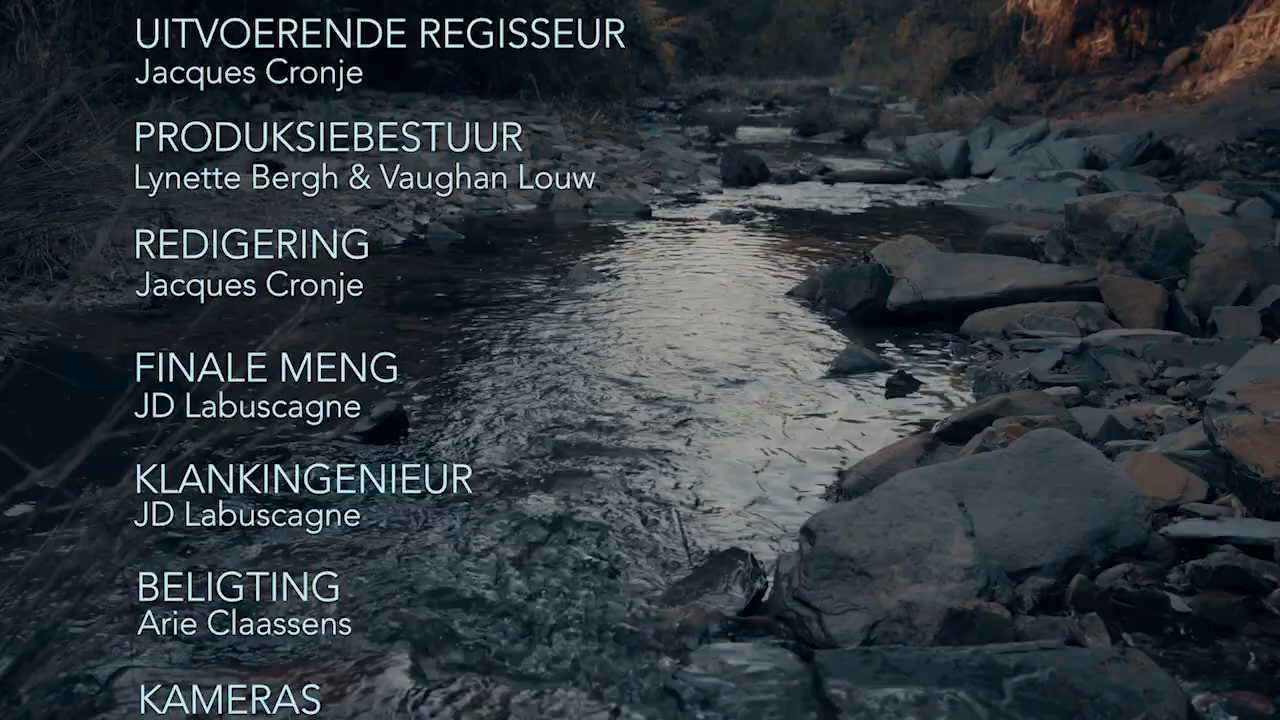 UITVOERENDE REGISSEUR
Jacques Cronje
PRODUKSIEBESTUUR
Lynette Bergh & Vaughan Louw
REDIGERING
Jacques Cronje
FINALE MENG
JD Labuscagne
KLANKINGENIEUR
JD Labuscagne
BELIGTING
Arie Claassens
KAMERAS